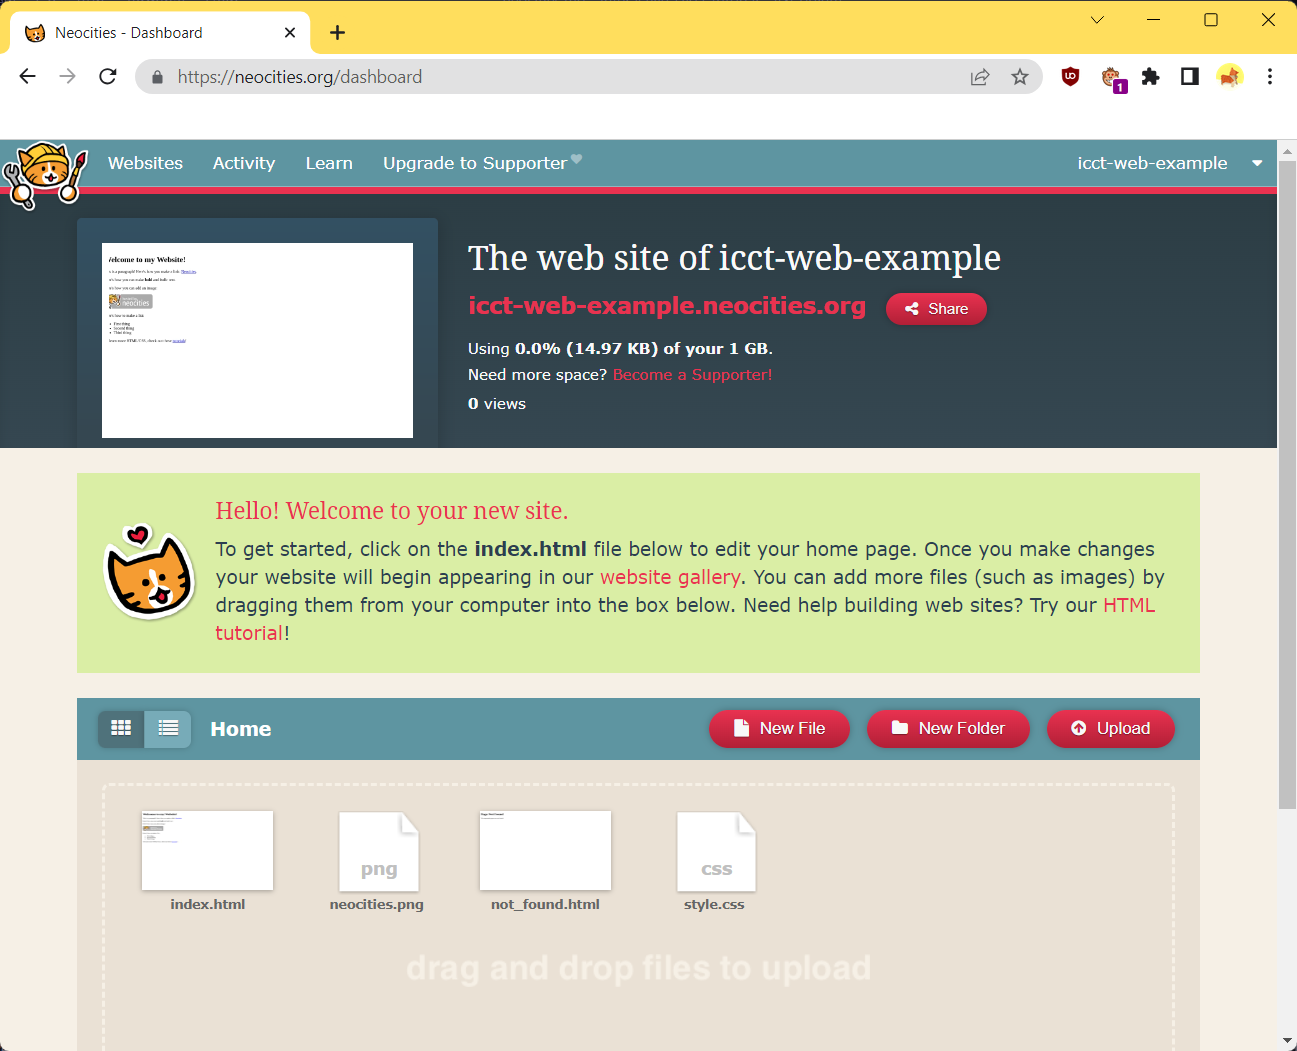 Neocities - Dashboard
https://neocities.org/dashboard
1
Websites Activity Learn Upgrade to Supporter icct-web-example
The web site of icct-web-example
icct-web-example.neocities.org Share
Using 0.0% (14.97 KB) of your 1 GB.
Need more space? Become a Supporter!
0 views
elcome to my Website!
neocities
Hello! Welcome to your new site.
To get started, click on the index.html file below to edit your home page. Once you make changes
your website will begin appearing in our website gallery. You can add more files (such as images) by
dragging them from your computer into the box below. Need help building web sites? Try our HTML
tutorial!
Home New File New Folder Upload
png css
index.html neocities.png not_found.html style.css
drag and drop files to upload